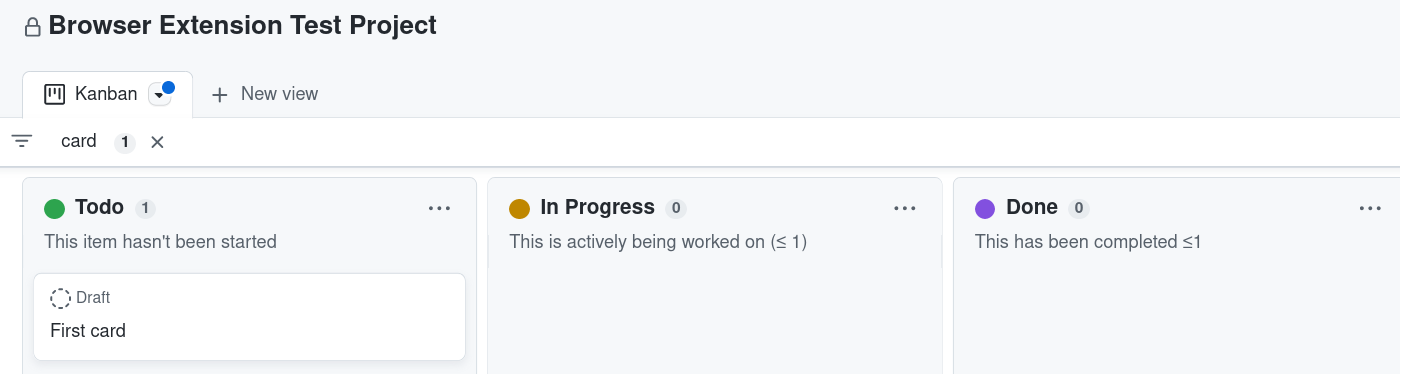 Browser Extension Test Project
Kanban
New view
card 1
Todo 1
This item hasn't been started
Draft
First card
In Progress 0
This is actively being worked on (≤ 1)
Done 0
This has been completed ≤1